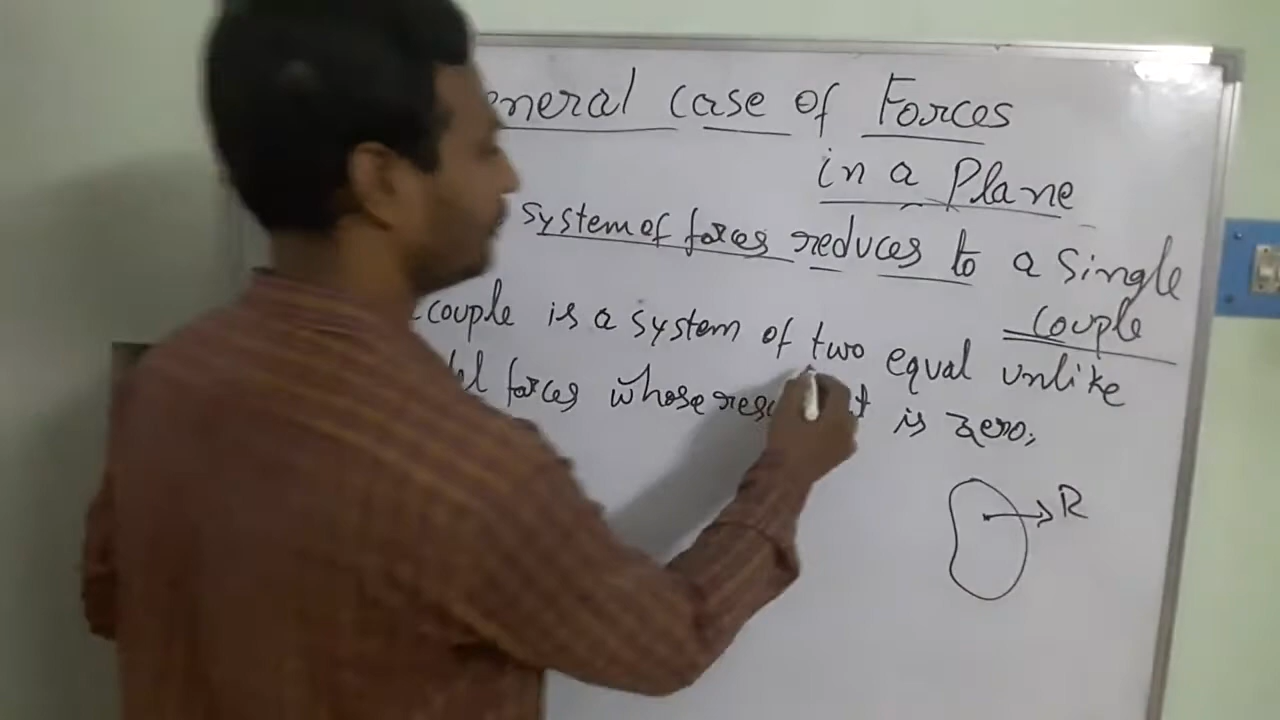 case of Forces
in a Plane
system of forces reduces to a single
couple
couple is a system of two equal unlike
forces whose is zero,
R